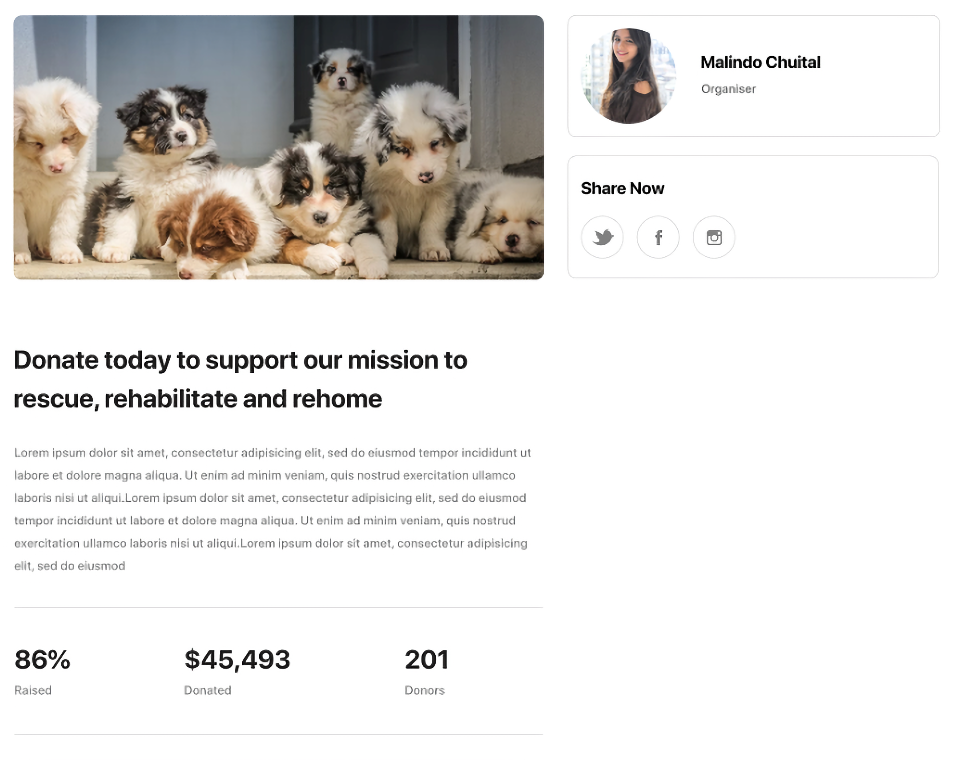 Malindo Chuital
Organiser
Share Now
Donate today to support our mission to
rescue, rehabilitate and rehome
Lorem ipsum dolor sit amet, consectetur adipisicing elit, sed do eiusmod tempor incididunt ut
labore et dolore magna aliqua. Ut enim ad minim veniam, quis nostrud exercitation ullamco
laboris nisi ut aliqui.Lorem ipsum dolor sit amet, consectetur adipisicing elit, sed do eiusmod
tempor incididunt ut labore et dolore magna aliqua. Ut enim ad minim veniam, quis nostrud
exercitation ullamco laboris nisi ut aliqui.Lorem ipsum dolor sit amet, consectetur adipisicing
elit, sed do eiusmod
86%
$45,493
201
Raised
Donated
Donors